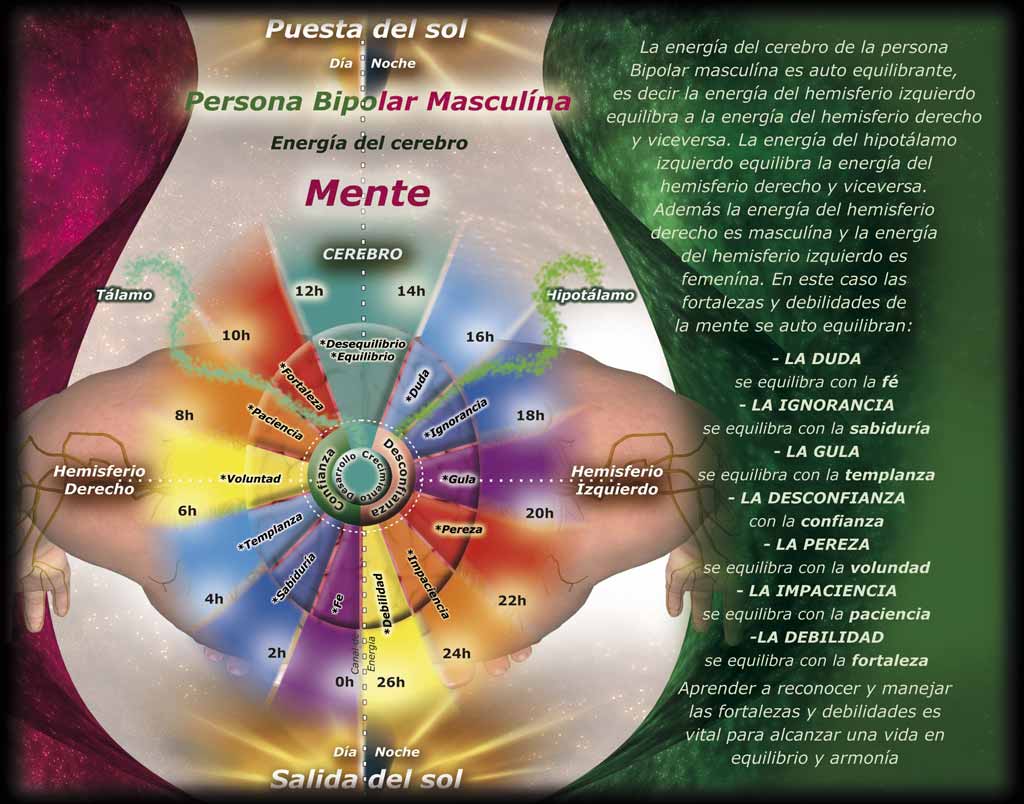 Puesta del sol
Día Noche
Persona Bipolar Masculína
Energía del cerebro
Mente
CEREBRO
Tálamo
Hipotálamo
12h
14h
10h
16h
*Desequilibrio
*Equilibrio
*Fortaleza
*Duda
8h
*Paciencia
*Ignorancia
18h
Hemisferio
Derecho
*Voluntad
Confianza
Desarrollo Crecimiento
Desconfianza
*Gula
Hemisferio
Izquierdo
6h
20h
*Templanza
*Pereza
*Sabiduría
*Fe
*Debilidad
*Impaciencia
4h
22h
2h
24h
Canal de
Energía
0h
26h
Día Noche
Salida del sol
La energía del cerebro de la persona
Bipolar masculína es auto equilibrante,
es decir la energía del hemisferio izquierdo
equilibra a la energía del hemisferio derecho
y viceversa. La energía del hipotálamo
izquierdo equilibra la energía del
hemisferio derecho y viceversa.
Además la energía del hemisferio
derecho es masculína y la energía
del hemisferio izquierdo es
femenína. En este caso las
fortalezas y debilidades de
la mente se auto equilibran:
- LA DUDA
se equilibra con la fé
- LA IGNORANCIA
se equilibra con la sabiduría
- LA GULA
se equilibra con la templanza
- LA DESCONFIANZA
con la confianza
- LA PEREZA
se equilibra con la volundad
- LA IMPACIENCIA
se equilibra con la paciencia
-LA DEBILIDAD
se equilibra con la fortaleza
Aprender a reconocer y manejar
las fortalezas y debilidades es
vital para alcanzar una vida en
equilibrio y armonía